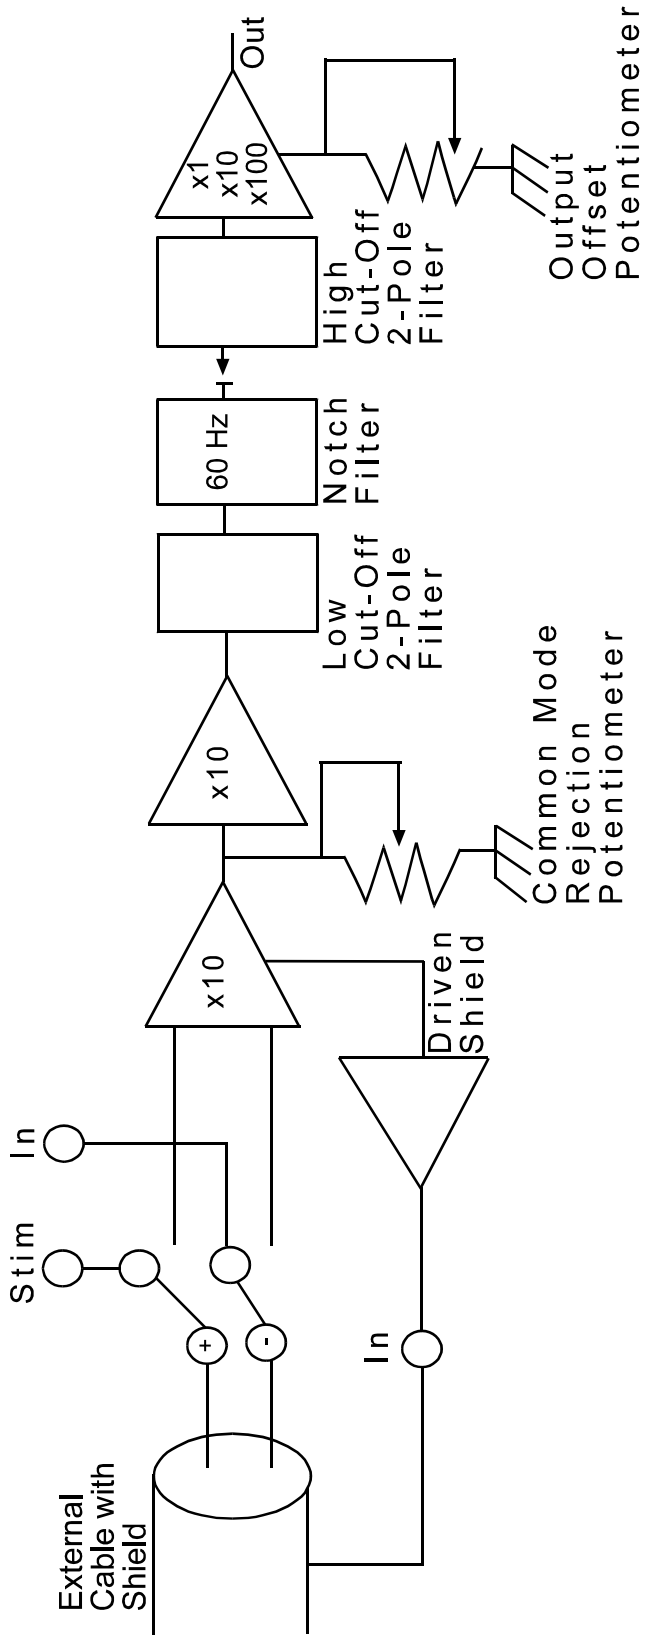 External
Cable with
Shield
Stim
In
+
-
In
Driven
Shield
x10
Common Mode
Rejection
Potentiometer
x10
Low
Cut-Off
2-Pole
Filter
60 Hz
Notch
Filter
High
Cut-Off
2-Pole
Filter
x1
x10
x100
Out
Output
Offset
Potentiometer